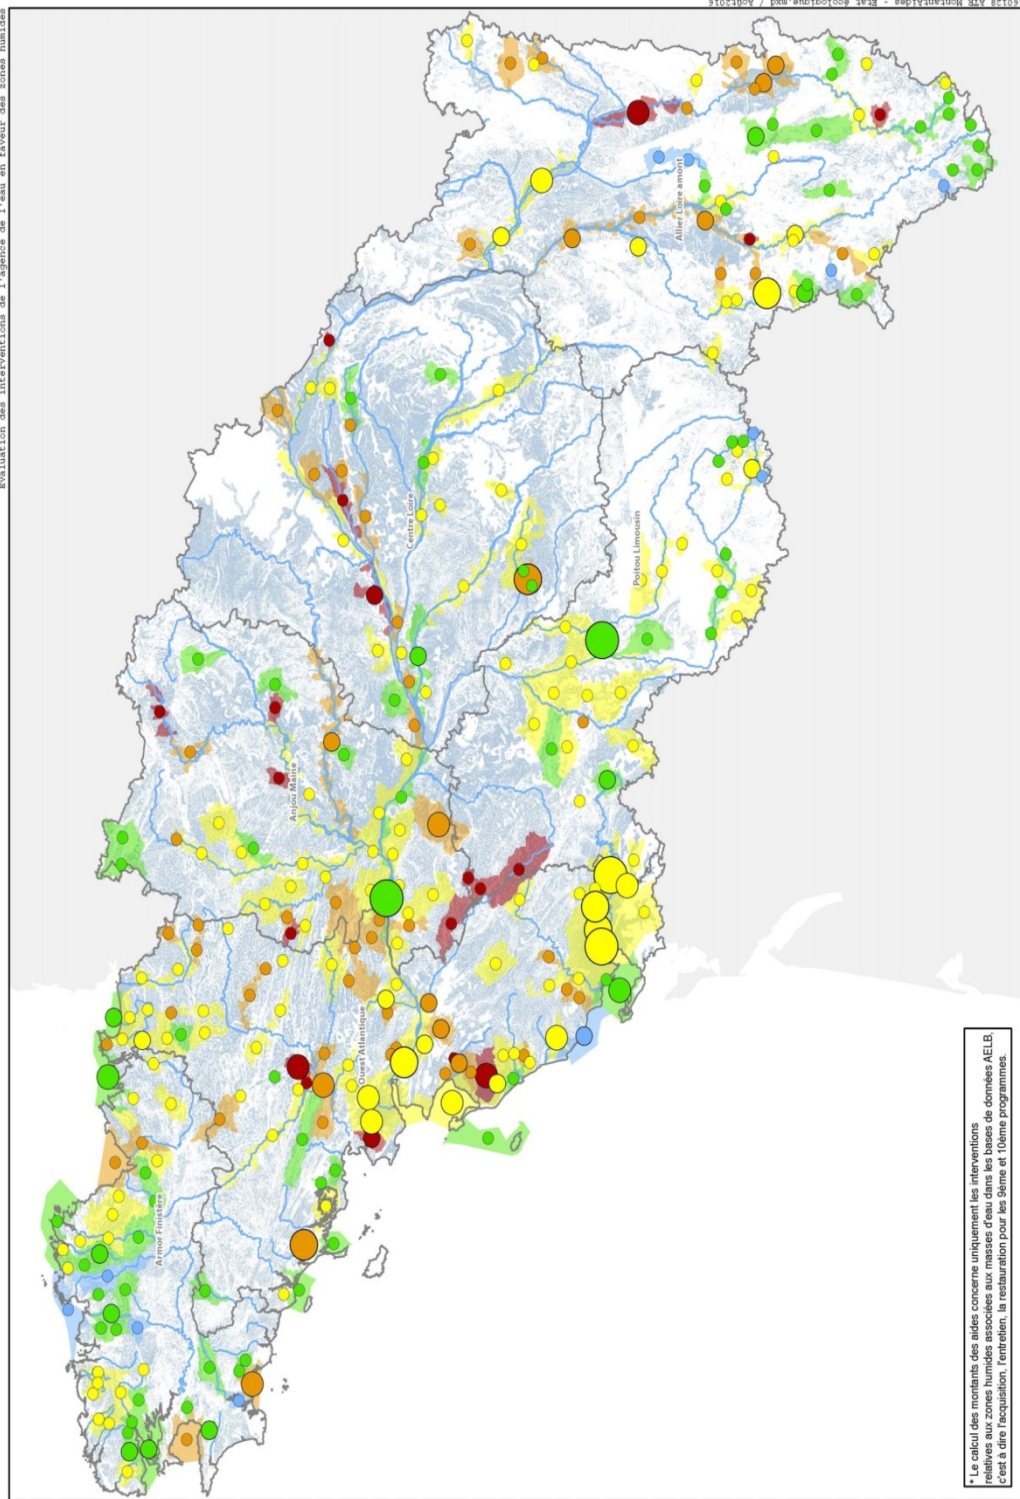 160128 ATR MontantAides - Etat écologique.mxd / Août2016
Evaluation des interventions de l'agence de l'eau en faveur des zones humides
Allier Loire amont
Centre Loire
Poitou Limousin
Anjou Maine
Ouest Atlantique
Armor Finistère
* Le calcul des montants des aides concerne uniquement les interventions
relatives aux zones humides associées aux masses d'eau dans les bases de données AELB,
c'est à dire l'acquisition, l'entretien, la restauration pour les 9ème et 10ème programmes.